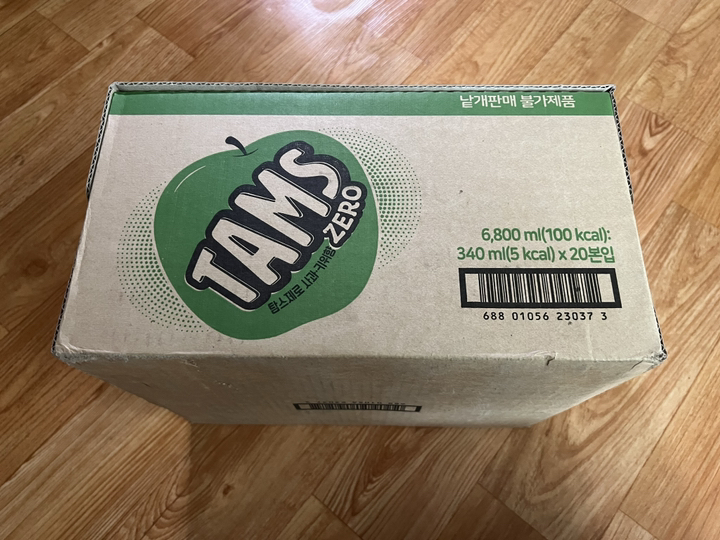 낱개판매 불가제품
TAMS
ZERO
탐스제로 사과·키위향
6,800 ml(100 kcal):
340 ml(5 kcal) x 20본입
688 01056 23037 3